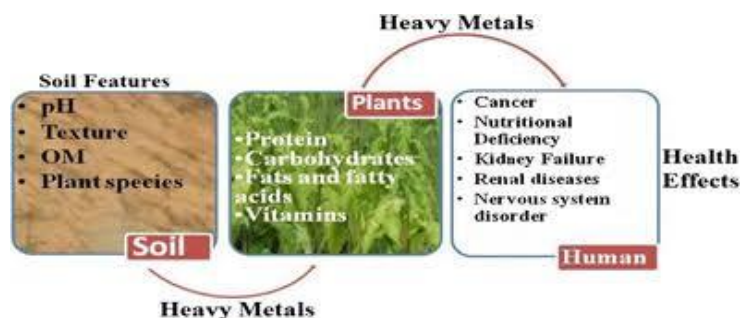 Heavy Metals
Soil Features
• pH
• Texture
• OM
• Plant species
Soil
Plants
•Protein
•Carbohydrates
•Fats and fatty
acids
•Vitamins
• Cancer
• Nutritional
Deficiency
• Kidney Failure
• Renal diseases
• Nervous system
disorder
Human
Health
Effects
Heavy Metals